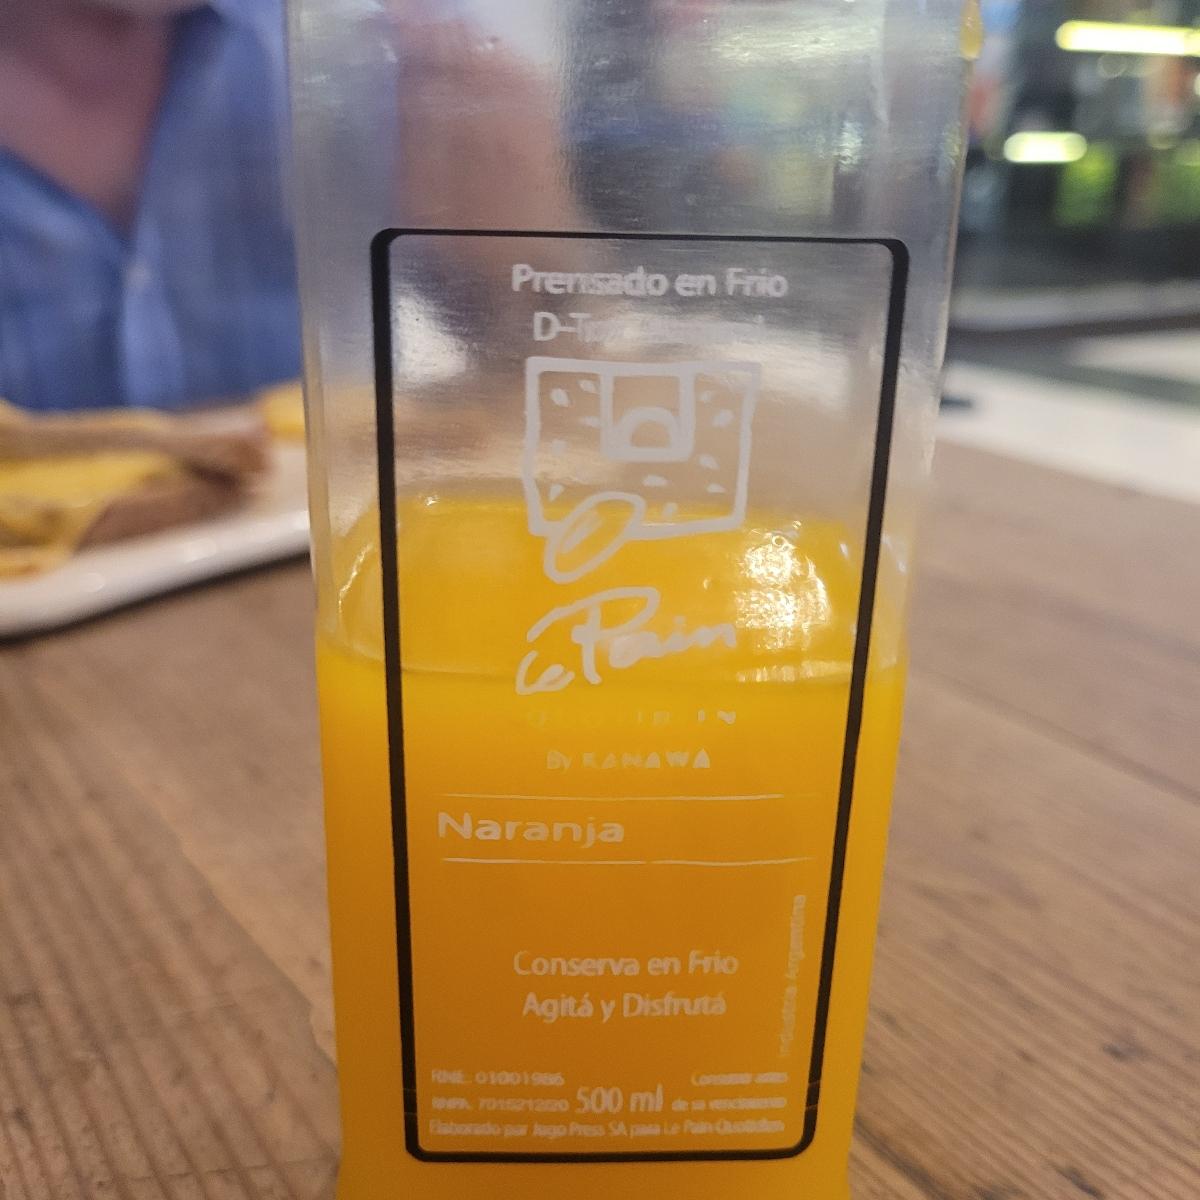 Prensado en Frio
Le Pain
By KANAWA
Naranja
Conserva en Frio
Agitá y Disfrutá
Industria Argentina
RNE. 01001986
500 ml
Consumir antes
de su vencimiento
Elaborado por Jugo Press SA para Le Pain Quotidien